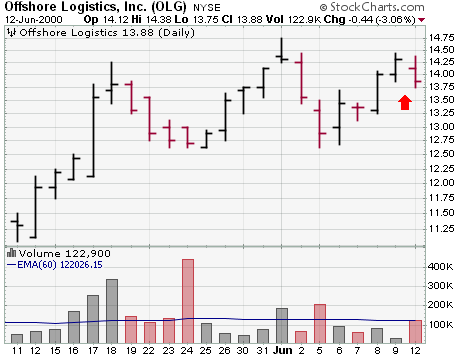 Offshore Logistics, Inc. (OLG) NYSE © StockCharts.com
12-Jun-2000 Op 14.12 Hi 14.38 Lo 13.75 Cl 13.88 Vol 122.9K Chg -0.44 (-3.06%)
Offshore Logistics 13.88 (Daily)
14.75
14.50
14.25
14.00
13.75
13.50
13.25
13.00
12.75
12.50
12.25
12.00
11.75
11.50
11.25
Volume 122,900
EMA(60) 122026.15
400K
300K
200K
100K
11 12 15 16 17 18 19 22 23 24 25 26 30 31 Jun 2 5 6 7 8 9 12